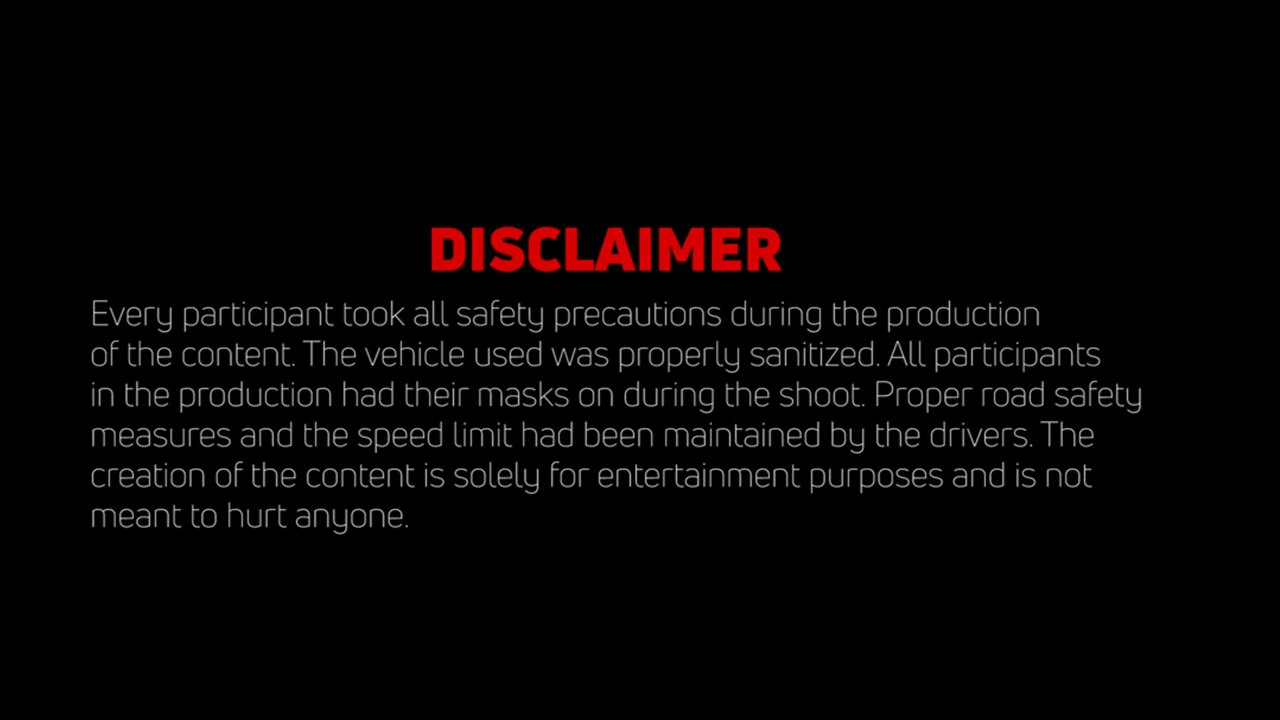 DISCLAIMER
Every participant took all safety precautions during the production
of the content. The vehicle used was properly sanitized. All participants
in the production had their masks on during the shoot. Proper road safety
measures and the speed limit had been maintained by the drivers. The
creation of the content is solely for entertainment purposes and is not
meant to hurt anyone.